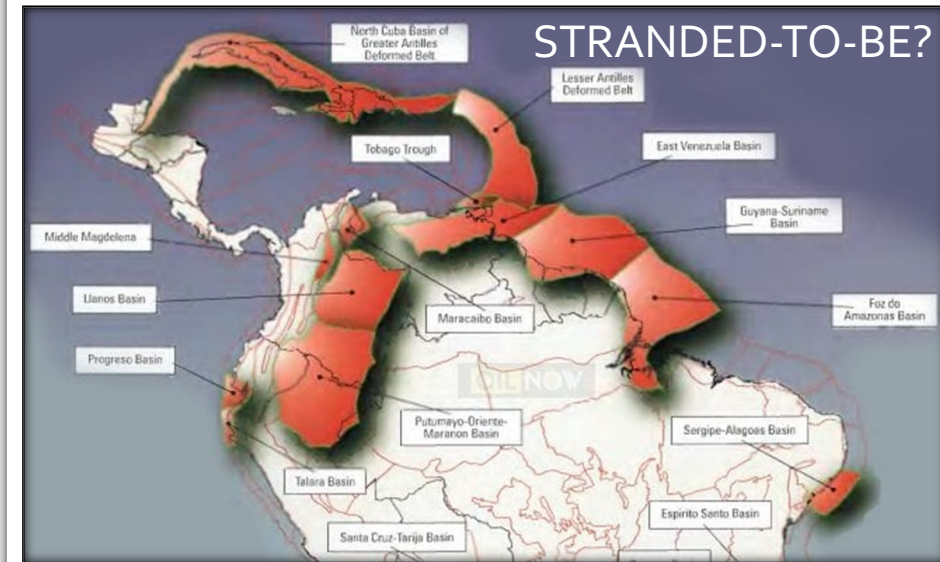 STRANDED-TO-BE?
North Cuba Basin of
Greater Antilles
Deformed Belt
Lesser Antilles
Deformed Belt
Tobago Trough
East Venezuela Basin
Guyana-Suriname
Basin
Middle Magdelena
Llanos Basin
Maracaibo Basin
Foz do
Amazonas Basin
Progreso Basin
OILNOW
Putumayo-Oriente-
Maranon Basin
Sergipe-Alagoas Basin
Talara Basin
Espirito Santo Basin
Santa Cruz-Tarija Basin